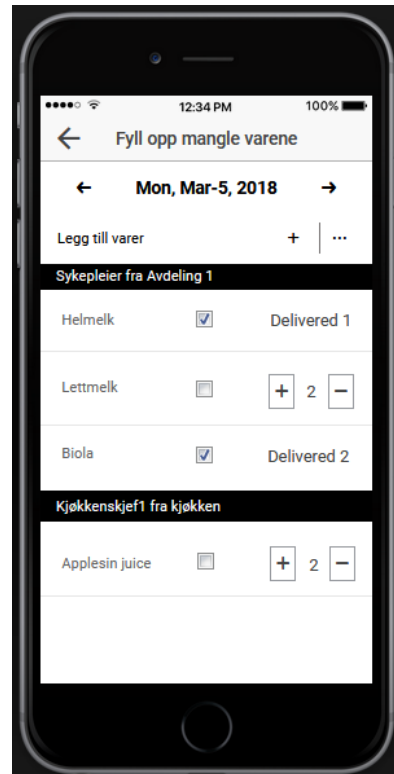 12:34 PM 100%
← Fyll opp mangle varene
← Mon, Mar-5, 2018 →
Legg till varer + | ...
Sykepleier fra Avdeling 1
Helmelk Delivered 1
Lettmelk + 2 −
Biola Delivered 2
Kjøkkenskjef1 fra kjøkken
Applesin juice + 2 −